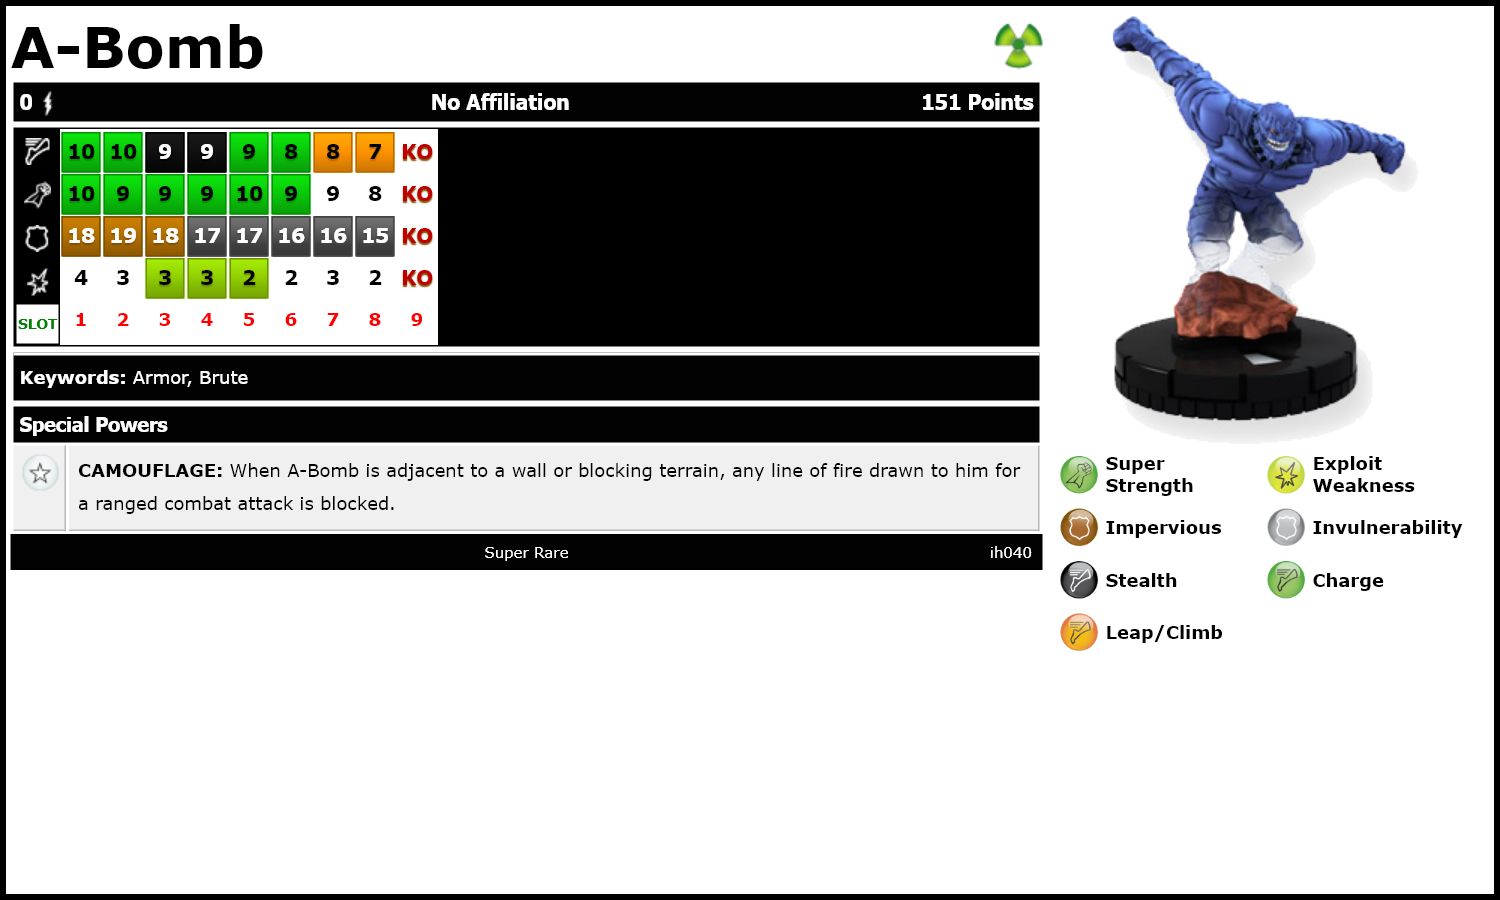 A-Bomb
0 No Affiliation 151 Points
10 10 9 9 9 8 8 7 KO
10 9 9 9 10 9 9 8 KO
18 19 18 17 17 16 16 15 KO
4 3 3 3 2 2 3 2 KO
SLOT 1 2 3 4 5 6 7 8 9
Keywords: Armor, Brute
Special Powers
CAMOUFLAGE: When A-Bomb is adjacent to a wall or blocking terrain, any line of fire drawn to him for
a ranged combat attack is blocked.
Super Rare ih040
Super
Strength
Exploit
Weakness
Impervious
Invulnerability
Stealth
Charge
Leap/Climb